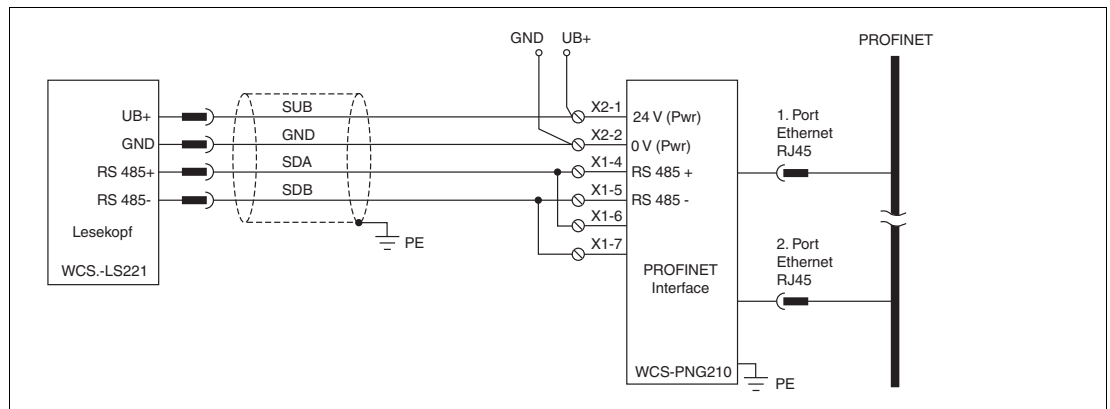 GND UB+
PROFINET
UB+
SUB
X2-1
24 V (Pwr)
GND
GND
X2-2
0 V (Pwr)
RS 485+
SDA
X1-4
RS 485 +
RS 485-
SDB
X1-5
RS 485 -
X1-6
X1-7
Lesekopf
WCS.-LS221
PE
PROFINET
Interface
WCS-PNG210
PE
1. Port
Ethernet
RJ45
2. Port
Ethernet
RJ45